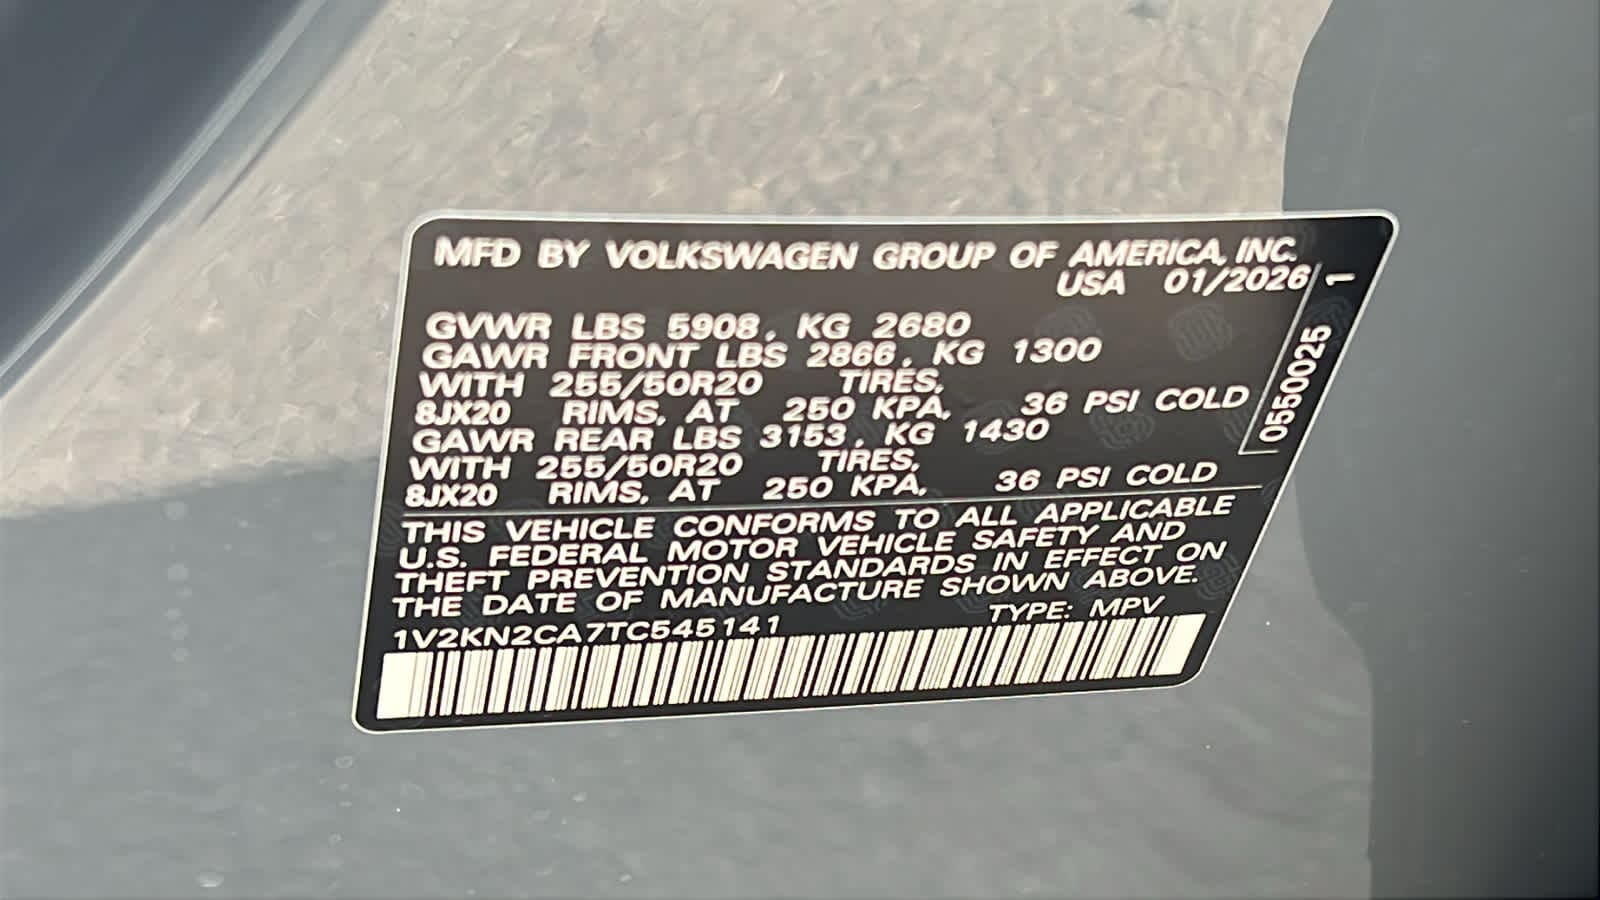 MFD BY VOLKSWAGEN GROUP OF AMERICA, INC.
USA 01/2026
GVWR LBS 5908, KG 2680
GAWR FRONT LBS 2866, KG 1300
WITH 255/50R20 TIRES,
8JX20 RIMS, AT 250 KPA, 36 PSI COLD
GAWR REAR LBS 3153, KG 1430
WITH 255/50R20 TIRES,
8JX20 RIMS, AT 250 KPA, 36 PSI COLD
0550025 1
THIS VEHICLE CONFORMS TO ALL APPLICABLE
U.S. FEDERAL MOTOR VEHICLE SAFETY AND
THEFT PREVENTION STANDARDS IN EFFECT ON
THE DATE OF MANUFACTURE SHOWN ABOVE.
1V2KN2CA7TC545141 TYPE: MPV